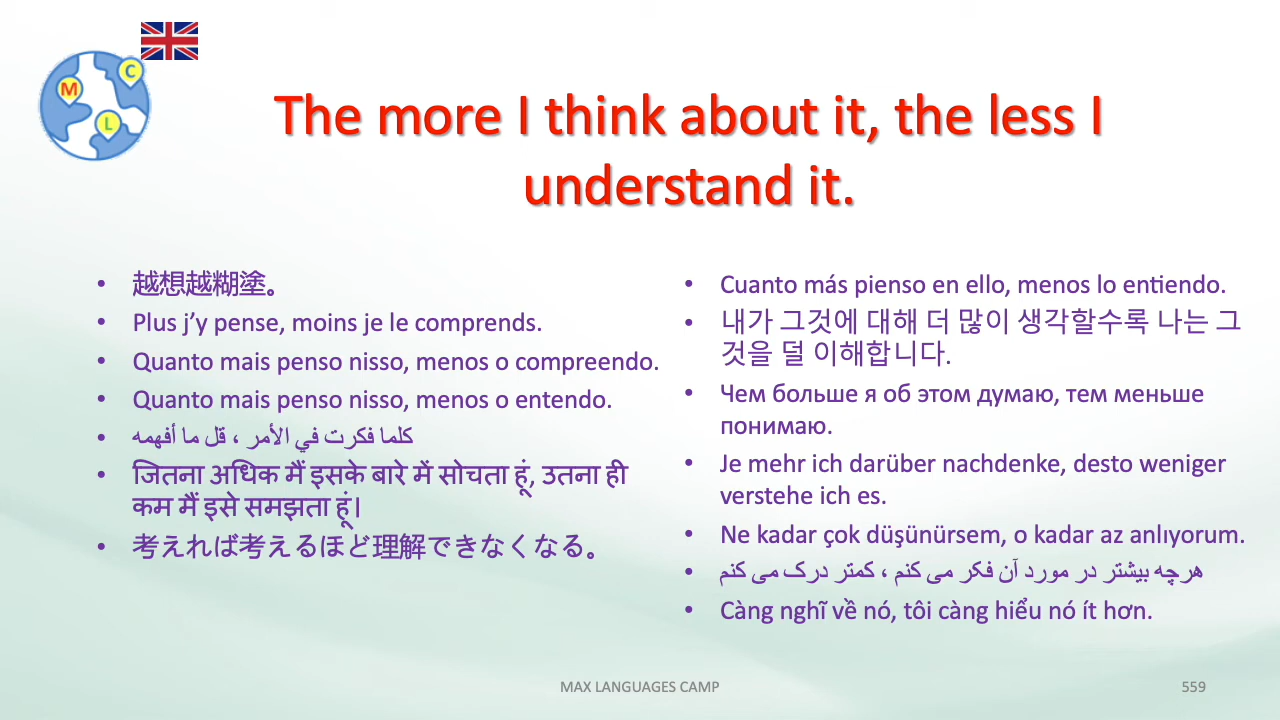 M
C
L
The more I think about it, the less I
understand it.
• 越想越糊塗。
• Plus j’y pense, moins je le comprends.
• Quanto mais penso nisso, menos o compreendo.
• Quanto mais penso nisso, menos o entendo.
• كلما فكرت في الأمر ، قل ما أفهمه
• जितना अधिक मैं इसके बारे में सोचता हूं, उतना ही
कम मैं इसे समझता हूं।
• 考えれば考えるほど理解できなくなる。
• Cuanto más pienso en ello, menos lo entiendo.
• 내가 그것에 대해 더 많이 생각할수록 나는 그
것을 덜 이해합니다.
• Чем больше я об этом думаю, тем меньше
понимаю.
• Je mehr ich darüber nachdenke, desto weniger
verstehe ich es.
• Ne kadar çok düşünürsem, o kadar az anlıyorum.
• هرچه بیشتر در مورد آن فکر می کنم ، کمتر درک می کنم
• Càng nghĩ về nó, tôi càng hiểu nó ít hơn.
MAX LANGUAGES CAMP
559